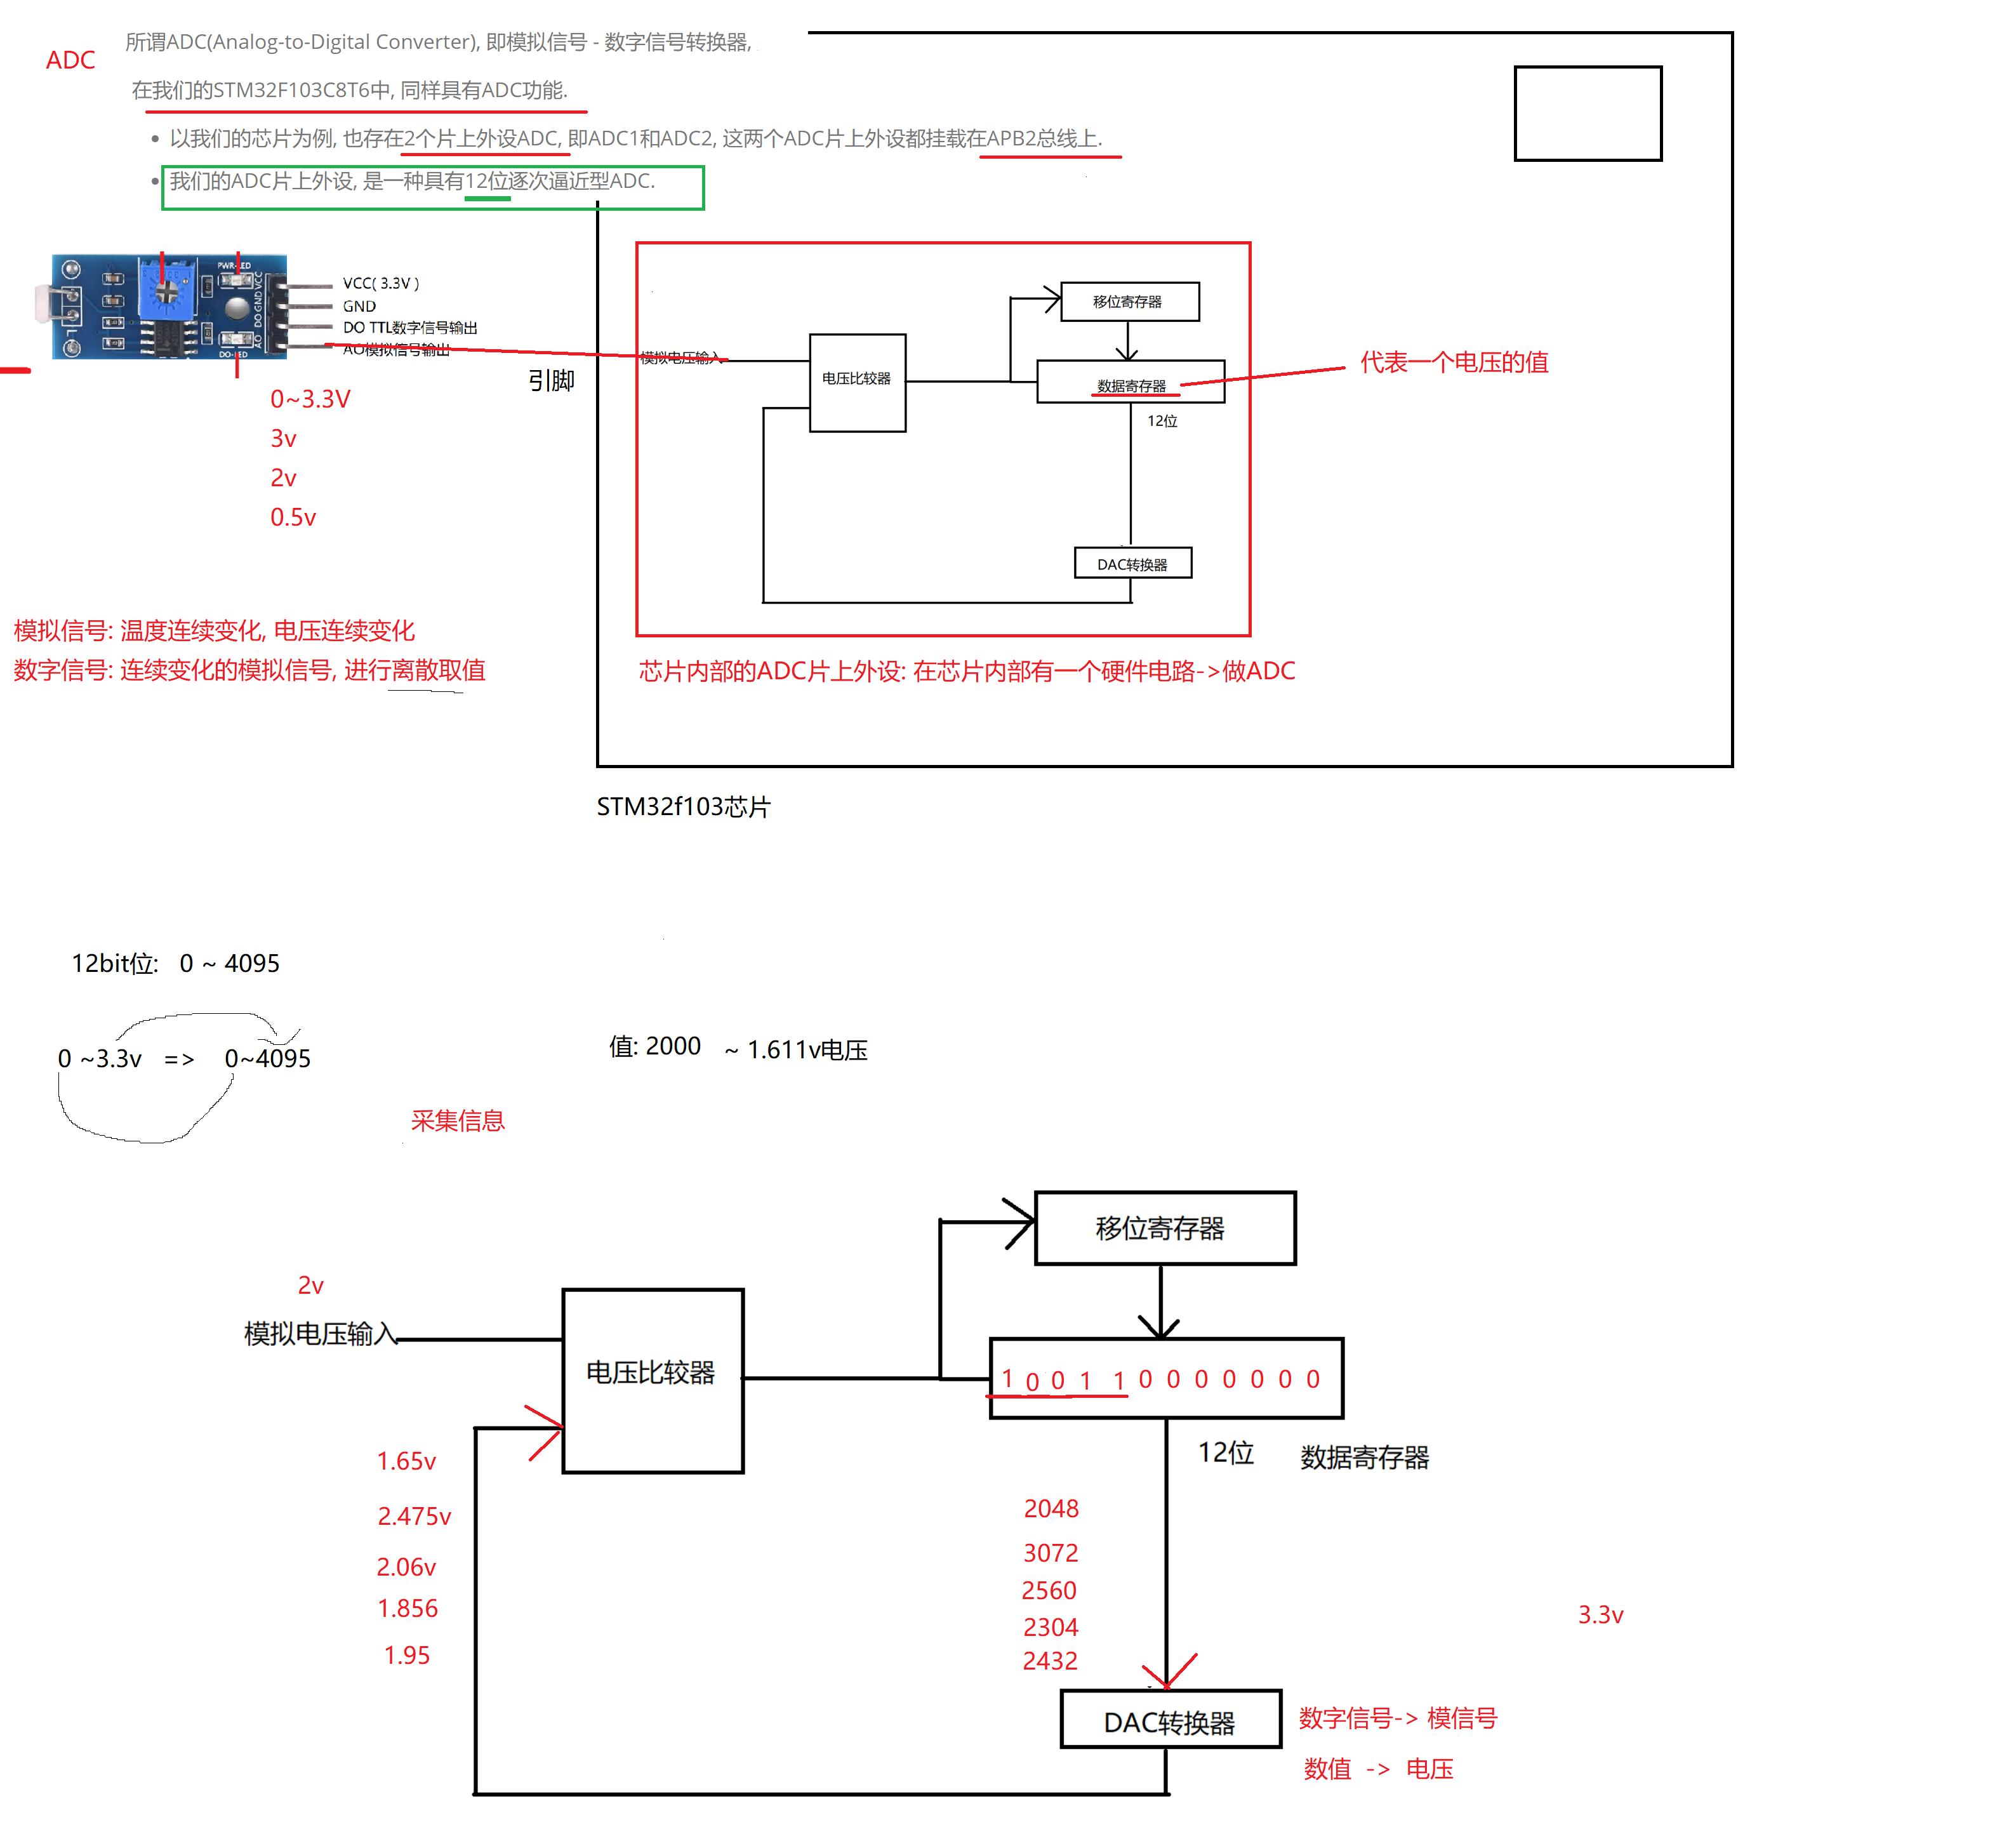 所谓ADC(Analog-to-Digital Converter), 即模拟信号 - 数字信号转换器,
ADC
在我们的STM32F103C8T6中, 同样具有ADC功能.
• 以我们的芯片为例, 也存在2个片上外设ADC, 即ADC1和ADC2, 这两个ADC片上外设都挂载在APB2总线上.
• 我们的ADC片上外设, 是一种具有12位逐次逼近型ADC.
PWR-LED
VCC
GND
DO
AO
DO-LED
VCC( 3.3V )
GND
DO TTL数字信号输出
AO模拟信号输出
引脚
模拟电压输入
电压比较器
移位寄存器
数据寄存器
12位
DAC转换器
代表一个电压的值
0~3.3V
3v
2v
0.5v
模拟信号: 温度连续变化, 电压连续变化
数字信号: 连续变化的模拟信号, 进行离散取值
芯片内部的ADC片上外设: 在芯片内部有一个硬件电路->做ADC
STM32f103芯片
12bit位: 0 ~ 4095
0 ~3.3v => 0~4095
值: 2000 ~ 1.611v电压
采集信息
移位寄存器
2v
模拟电压输入
电压比较器
1 0 0 1 1 0 0 0 0 0 0 0
12位 数据寄存器
1.65v
2.475v
2.06v
1.856
1.95
2048
3072
2560
2304
2432
3.3v
DAC转换器
数字信号-> 模信号
数值 -> 电压